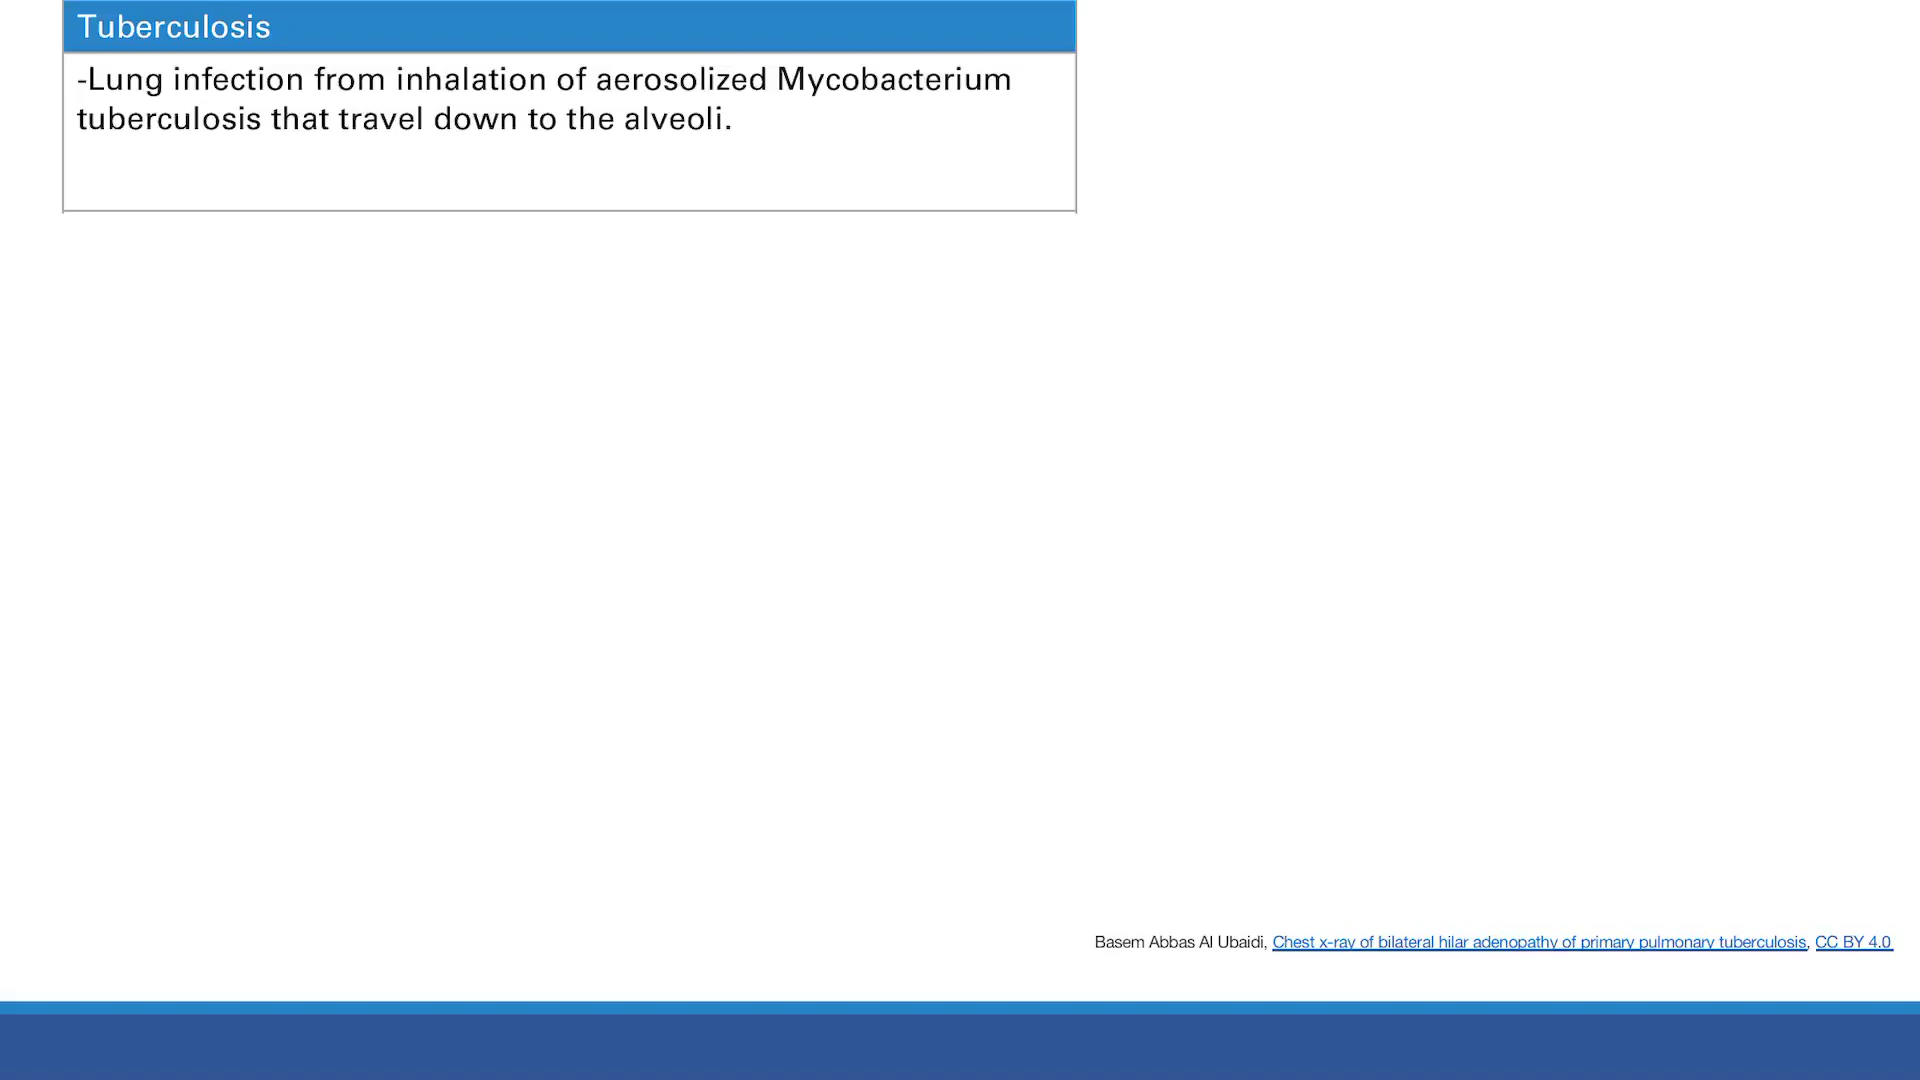 Tuberculosis
-Lung infection from inhalation of aerosolized Mycobacterium
tuberculosis that travel down to the alveoli.
Basem Abbas Al Ubaidi, Chest x-ray of bilateral hilar adenopathy of primary pulmonary tuberculosis, CC BY 4.0